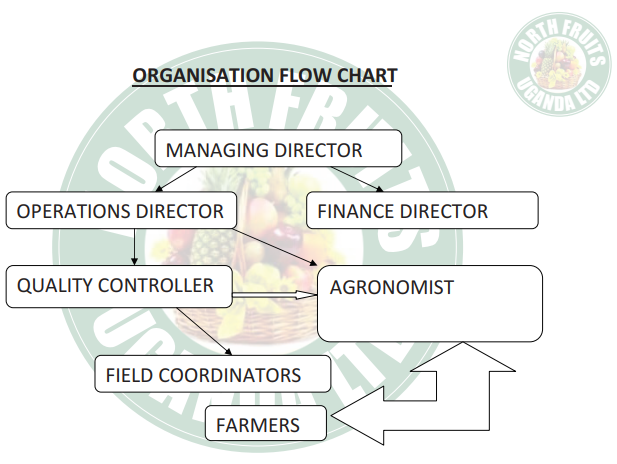 NORTH FRUITS
UGANDA LTD
ORGANISATION FLOW CHART
MANAGING DIRECTOR
OPERATIONS DIRECTOR
FINANCE DIRECTOR
QUALITY CONTROLLER
AGRONOMIST
FIELD COORDINATORS
FARMERS
NORTH FRUITS
UGANDA LTD